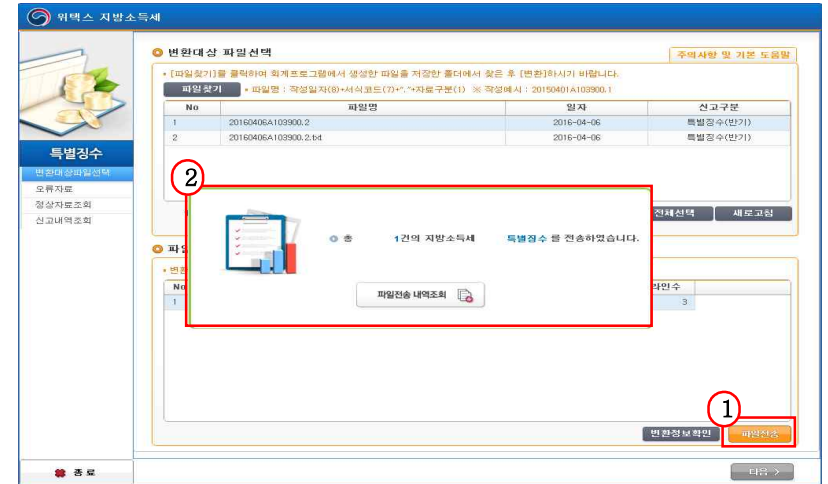 위택스 지방소득세
변환대상 파일선택
주의사항 및 기본 도움말
• [파일찾기]를 클릭하여 회계프로그램에서 생성한 파일을 저장한 폴더에서 찾은 후 [변환]하시기 바랍니다.
파일찾기 • 파일명 : 작성일자(8)+서식코드(7)+"."+자료구분(1) ※ 작성예시 : 20150401A103900.1
No 파일명 일자 신고구분
1 20160406A103900.2 2016-04-06 특별징수(반기)
2 20160406A103900.2.txt 2016-04-06 특별징수(반기)
특별징수
변환대상파일선택
오류자료
정상자료조회
신고내역조회
②
전체선택 새로고침
총 1건의 지방소득세 특별징수 를 전송하였습니다.
파일전송 내역조회
파일
• 변환
No 라인수
1 3
①
변환정보확인 파일전송
종료 다음 >